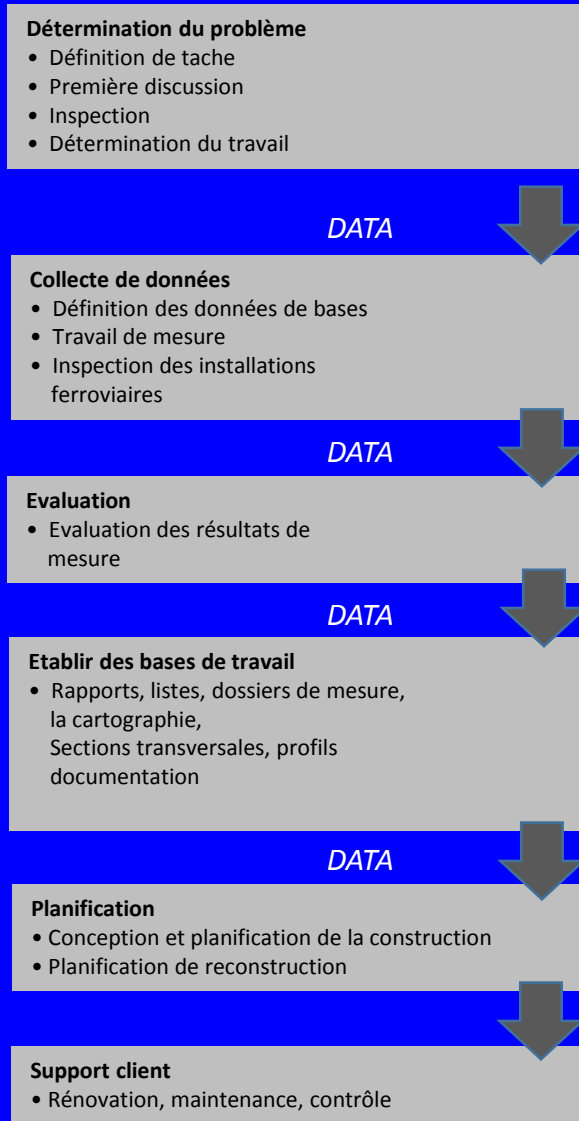 Détermination du problème
• Définition de tache
• Première discussion
• Inspection
• Détermination du travail
DATA
Collecte de données
• Définition des données de bases
• Travail de mesure
• Inspection des installations
ferroviaires
DATA
Evaluation
• Evaluation des résultats de
mesure
DATA
Etablir des bases de travail
• Rapports, listes, dossiers de mesure,
la cartographie,
Sections transversales, profils
documentation
DATA
Planification
• Conception et planification de la construction
• Planification de reconstruction
Support client
• Rénovation, maintenance, contrôle